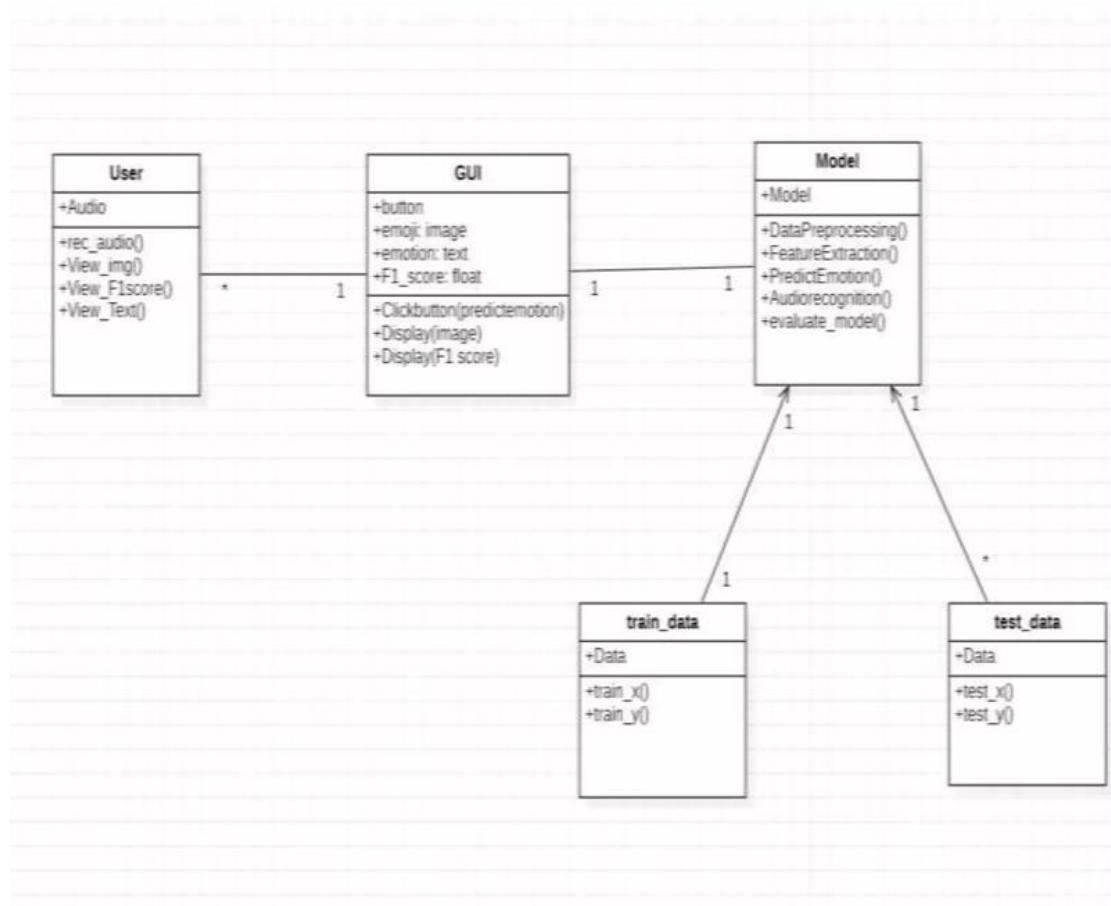 User
+Audio
+rec_audio()
+View_img()
+View_F1score()
+View_Text()
*
1
GUI
+button
+emoji: image
+emotion: text
+F1_score: float
+Clickbutton(predictemotion)
+Display(image)
+Display(F1 score)
1
1
Model
+Model
+DataPreprocessing()
+FeatureExtraction()
+PredictEmotion()
+Audiorecognition()
+evaluate_model()
1
1
1
*
train_data
+Data
+train_x()
+train_y()
test_data
+Data
+test_x()
+test_y()